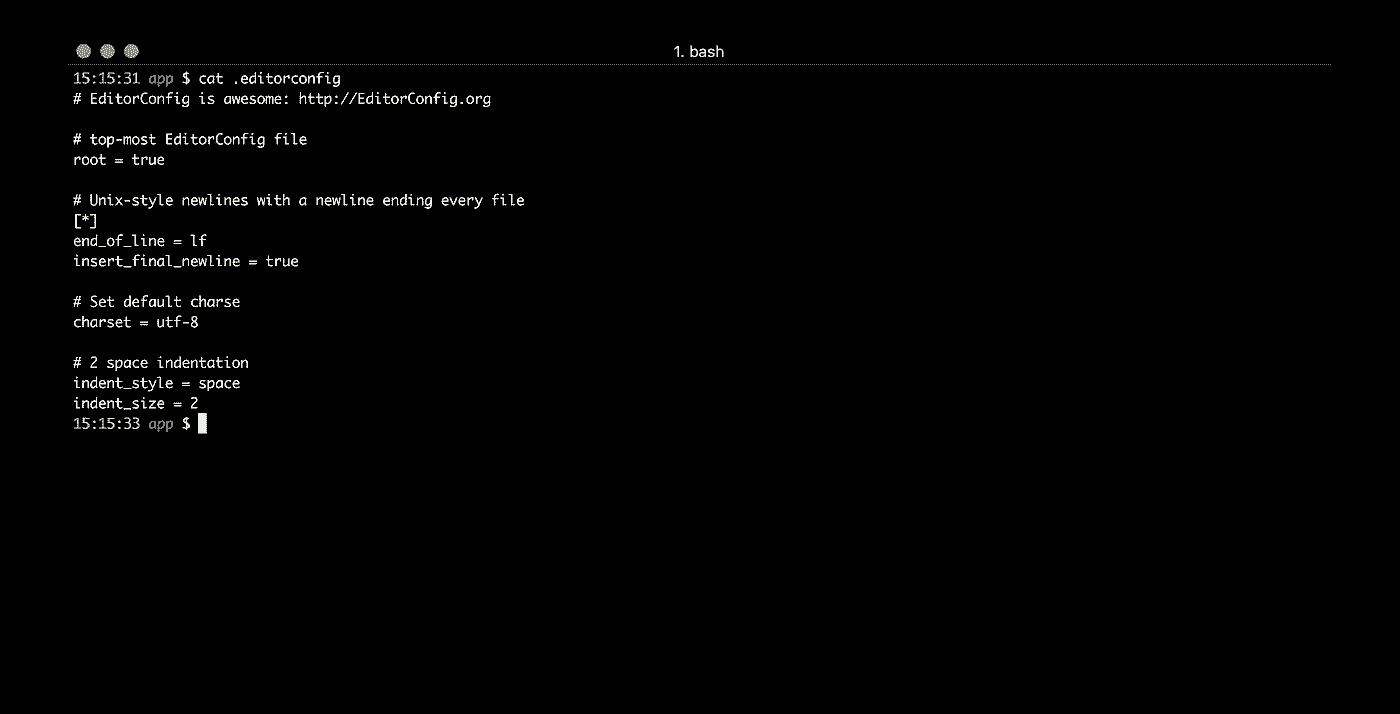 1. bash
15:15:31 app $ cat .editorconfig
# EditorConfig is awesome: http://EditorConfig.org
# top-most EditorConfig file
root = true
# Unix-style newlines with a newline ending every file
[*]
end_of_line = lf
insert_final_newline = true
# Set default charse
charset = utf-8
# 2 space indentation
indent_style = space
indent_size = 2
15:15:33 app $